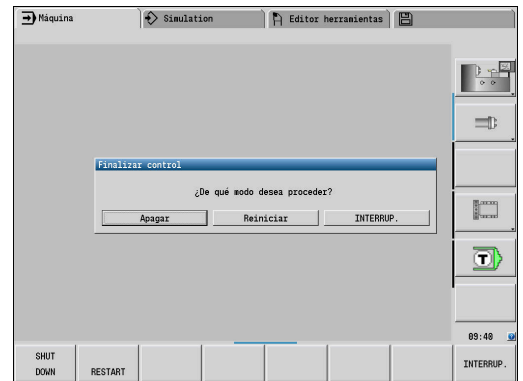 Máquina
Simulation
Editor herramientas
Finalizar control
¿De qué modo desea proceder?
Apagar
Reiniciar
INTERRUP.
T
09:40
SHUT
DOWN
RESTART
INTERRUP.